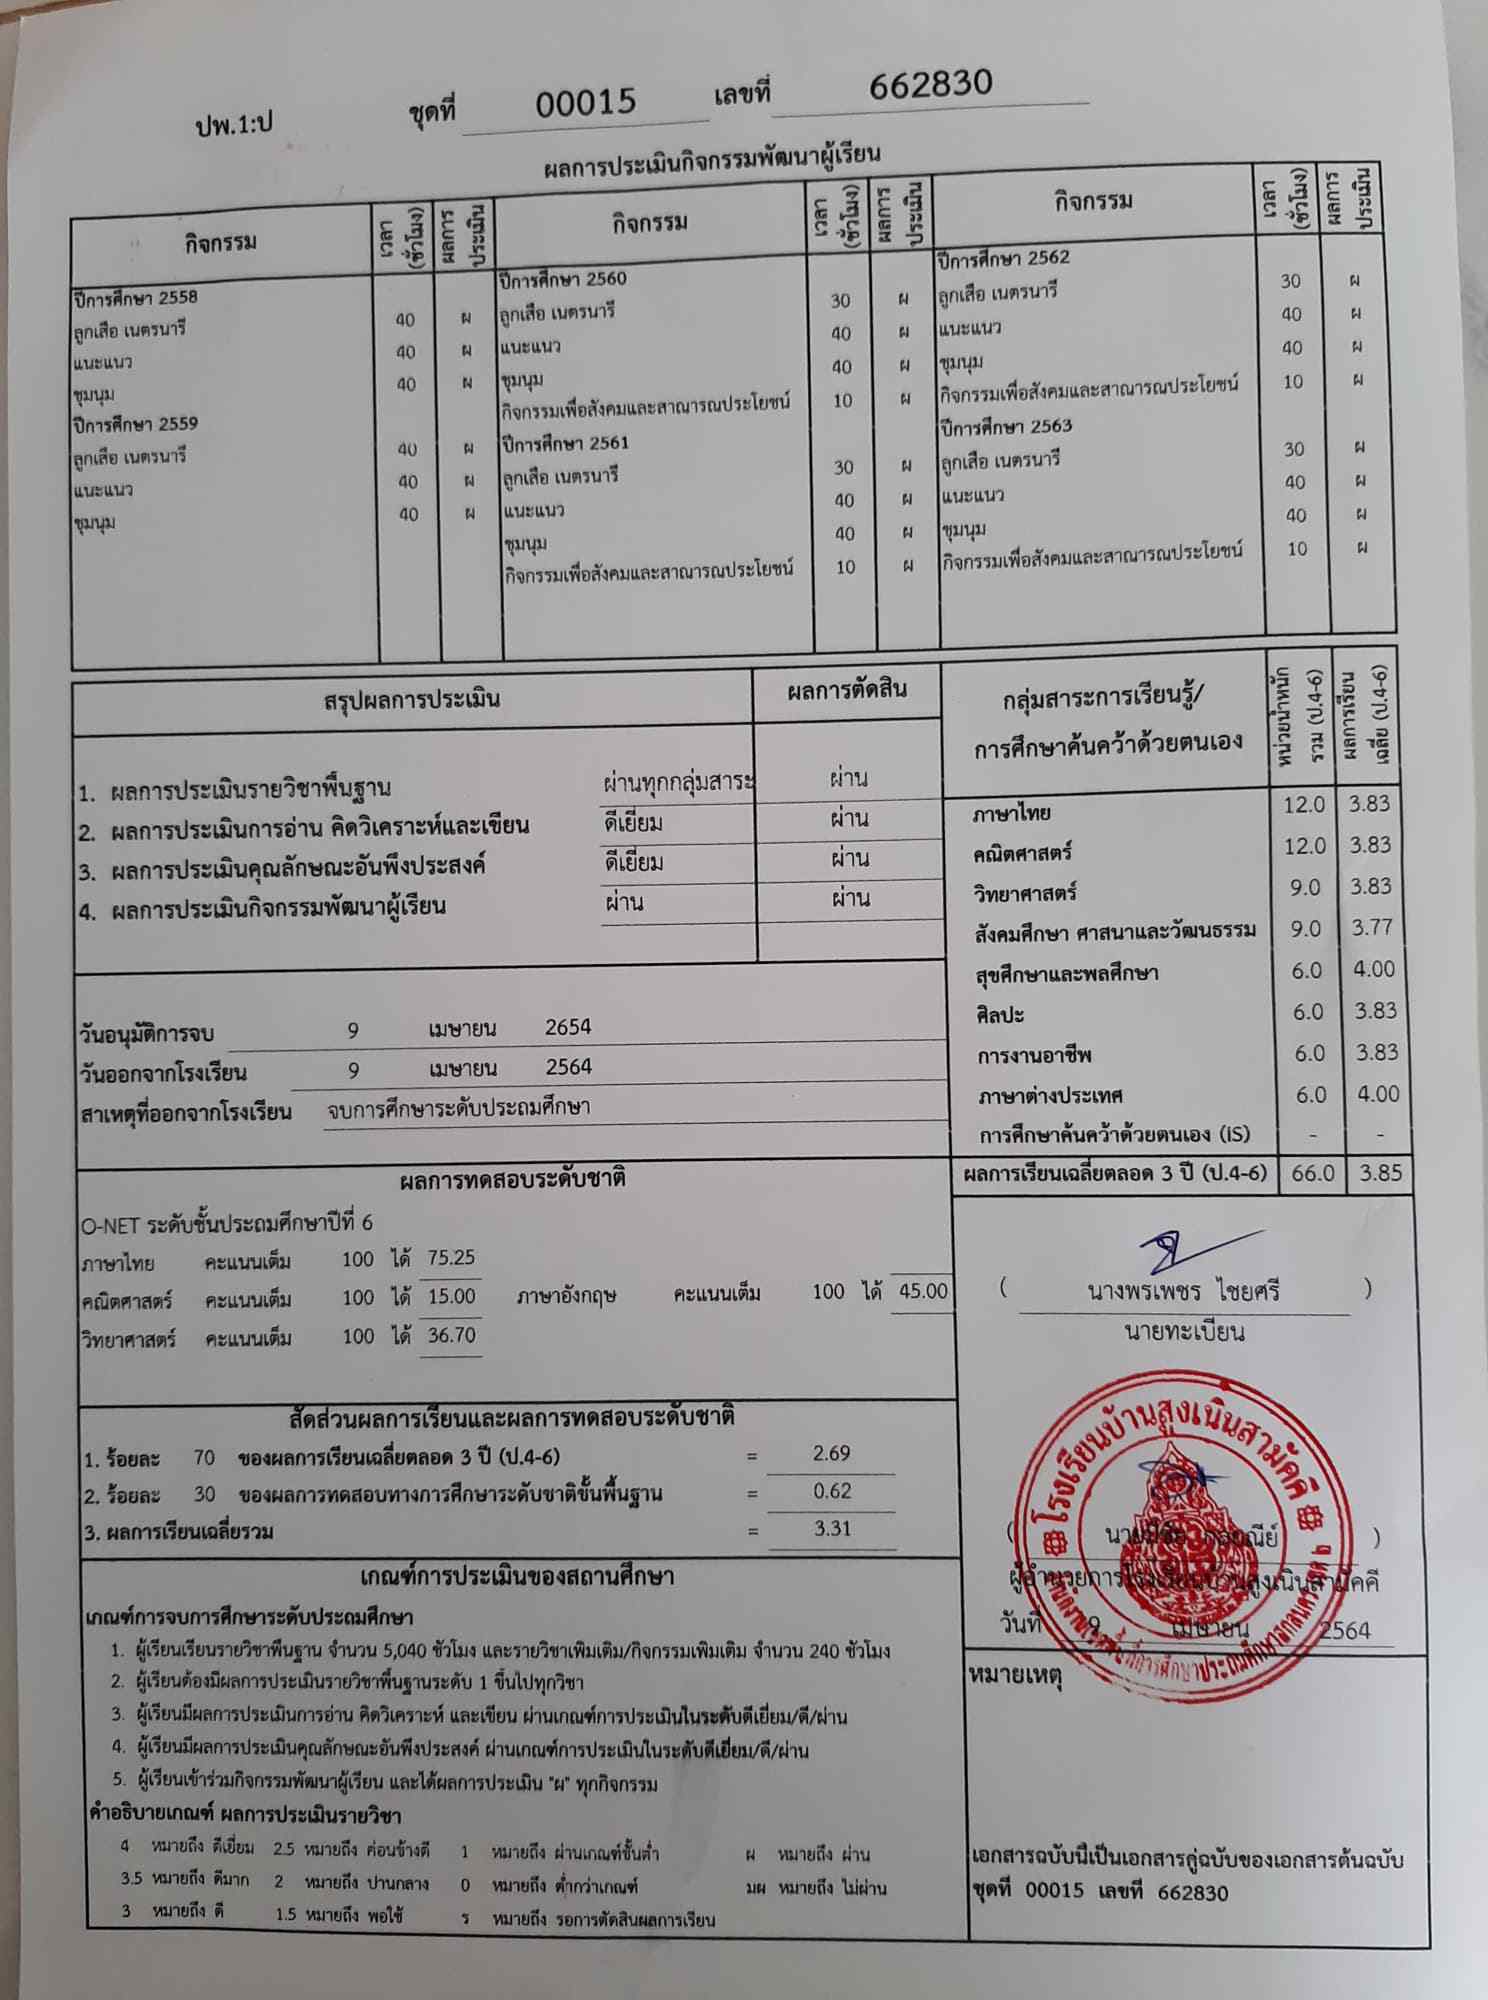 ปพ.1:ป ชุดที่ 00015 เลขที่ 662830
ผลการประเมินกิจกรรมพัฒนาผู้เรียน
กิจกรรม เวลา (ชั่วโมง) ผลการประเมิน กิจกรรม เวลา (ชั่วโมง) ผลการประเมิน กิจกรรม เวลา (ชั่วโมง) ผลการประเมิน
ปีการศึกษา 2558
ลูกเสือ เนตรนารี 40 ผ
แนะแนว 40 ผ
ชุมนุม 40 ผ
ปีการศึกษา 2559
ลูกเสือ เนตรนารี 40 ผ
แนะแนว 40 ผ
ชุมนุม 40 ผ
ปีการศึกษา 2560
ลูกเสือ เนตรนารี 30 ผ
แนะแนว 40 ผ
ชุมนุม 40 ผ
กิจกรรมเพื่อสังคมและสาณารณประโยชน์ 10 ผ
ปีการศึกษา 2561
ลูกเสือ เนตรนารี 30 ผ
แนะแนว 40 ผ
ชุมนุม 40 ผ
กิจกรรมเพื่อสังคมและสาณารณประโยชน์ 10 ผ
ปีการศึกษา 2562
ลูกเสือ เนตรนารี 30 ผ
แนะแนว 40 ผ
ชุมนุม 40 ผ
กิจกรรมเพื่อสังคมและสาณารณประโยชน์ 10 ผ
ปีการศึกษา 2563
ลูกเสือ เนตรนารี 30 ผ
แนะแนว 40 ผ
ชุมนุม 40 ผ
กิจกรรมเพื่อสังคมและสาณารณประโยชน์ 10 ผ
สรุปผลการประเมิน ผลการตัดสิน
1. ผลการประเมินรายวิชาพื้นฐาน ผ่านทุกกลุ่มสาระ ผ่าน
2. ผลการประเมินการอ่าน คิดวิเคราะห์และเขียน ดีเยี่ยม ผ่าน
3. ผลการประเมินคุณลักษณะอันพึงประสงค์ ดีเยี่ยม ผ่าน
4. ผลการประเมินกิจกรรมพัฒนาผู้เรียน ผ่าน ผ่าน
วันอนุมัติการจบ 9 เมษายน 2654
วันออกจากโรงเรียน 9 เมษายน 2564
สาเหตุที่ออกจากโรงเรียน จบการศึกษาระดับประถมศึกษา
กลุ่มสาระการเรียนรู้/
การศึกษาค้นคว้าด้วยตนเอง
หน่วยน้ำหนัก
รวม (ป.4-6)
ผลการเรียน
เฉลี่ย (ป.4-6)
ภาษาไทย 12.0 3.83
คณิตศาสตร์ 12.0 3.83
วิทยาศาสตร์ 9.0 3.83
สังคมศึกษา ศาสนาและวัฒนธรรม 9.0 3.77
สุขศึกษาและพลศึกษา 6.0 4.00
ศิลปะ 6.0 3.83
การงานอาชีพ 6.0 3.83
ภาษาต่างประเทศ 6.0 4.00
การศึกษาค้นคว้าด้วยตนเอง (IS) - -
ผลการเรียนเฉลี่ยตลอด 3 ปี (ป.4-6) 66.0 3.85
ผลการทดสอบระดับชาติ
O-NET ระดับชั้นประถมศึกษาปีที่ 6
ภาษาไทย คะแนนเต็ม 100 ได้ 75.25
คณิตศาสตร์ คะแนนเต็ม 100 ได้ 15.00 ภาษาอังกฤษ คะแนนเต็ม 100 ได้ 45.00
วิทยาศาสตร์ คะแนนเต็ม 100 ได้ 36.70
สัดส่วนผลการเรียนและผลการทดสอบระดับชาติ
1. ร้อยละ 70 ของผลการเรียนเฉลี่ยตลอด 3 ปี (ป.4-6) = 2.69
2. ร้อยละ 30 ของผลการทดสอบทางการศึกษาระดับชาติขั้นพื้นฐาน = 0.62
3. ผลการเรียนเฉลี่ยรวม = 3.31
เกณฑ์การประเมินของสถานศึกษา
เกณฑ์การจบการศึกษาระดับประถมศึกษา
1. ผู้เรียนเรียนรายวิชาพื้นฐาน จำนวน 5,040 ชั่วโมง และรายวิชาเพิ่มเติม/กิจกรรมเพิ่มเติม จำนวน 240 ชั่วโมง
2. ผู้เรียนต้องมีผลการประเมินรายวิชาพื้นฐานระดับ 1 ขึ้นไปทุกวิชา
3. ผู้เรียนมีผลการประเมินการอ่าน คิดวิเคราะห์ และเขียน ผ่านเกณฑ์การประเมินในระดับดีเยี่ยม/ดี/ผ่าน
4. ผู้เรียนมีผลการประเมินคุณลักษณะอันพึงประสงค์ ผ่านเกณฑ์การประเมินในระดับดีเยี่ยม/ดี/ผ่าน
5. ผู้เรียนเข้าร่วมกิจกรรมพัฒนาผู้เรียน และได้ผลการประเมิน "ผ" ทุกกิจกรรม
คำอธิบายเกณฑ์ ผลการประเมินรายวิชา
4 หมายถึง ดีเยี่ยม 2.5 หมายถึง ค่อนข้างดี 1 หมายถึง ผ่านเกณฑ์ขั้นต่ำ ผ หมายถึง ผ่าน
3.5 หมายถึง ดีมาก 2 หมายถึง ปานกลาง 0 หมายถึง ต่ำกว่าเกณฑ์ มผ หมายถึง ไม่ผ่าน
3 หมายถึง ดี 1.5 หมายถึง พอใช้ ร หมายถึง รอการตัดสินผลการเรียน
( นางพรเพชร ไชยศรี )
นายทะเบียน
โรงเรียนบ้านสูงเนินสามัคคี
( )
ผู้อำนวยการโรงเรียนบ้านสูงเนินสามัคคี
วันที่ 9 เมษายน 2564
หมายเหตุ
เอกสารฉบับนี้เป็นเอกสารคู่ฉบับของเอกสารต้นฉบับ
ชุดที่ 00015 เลขที่ 662830